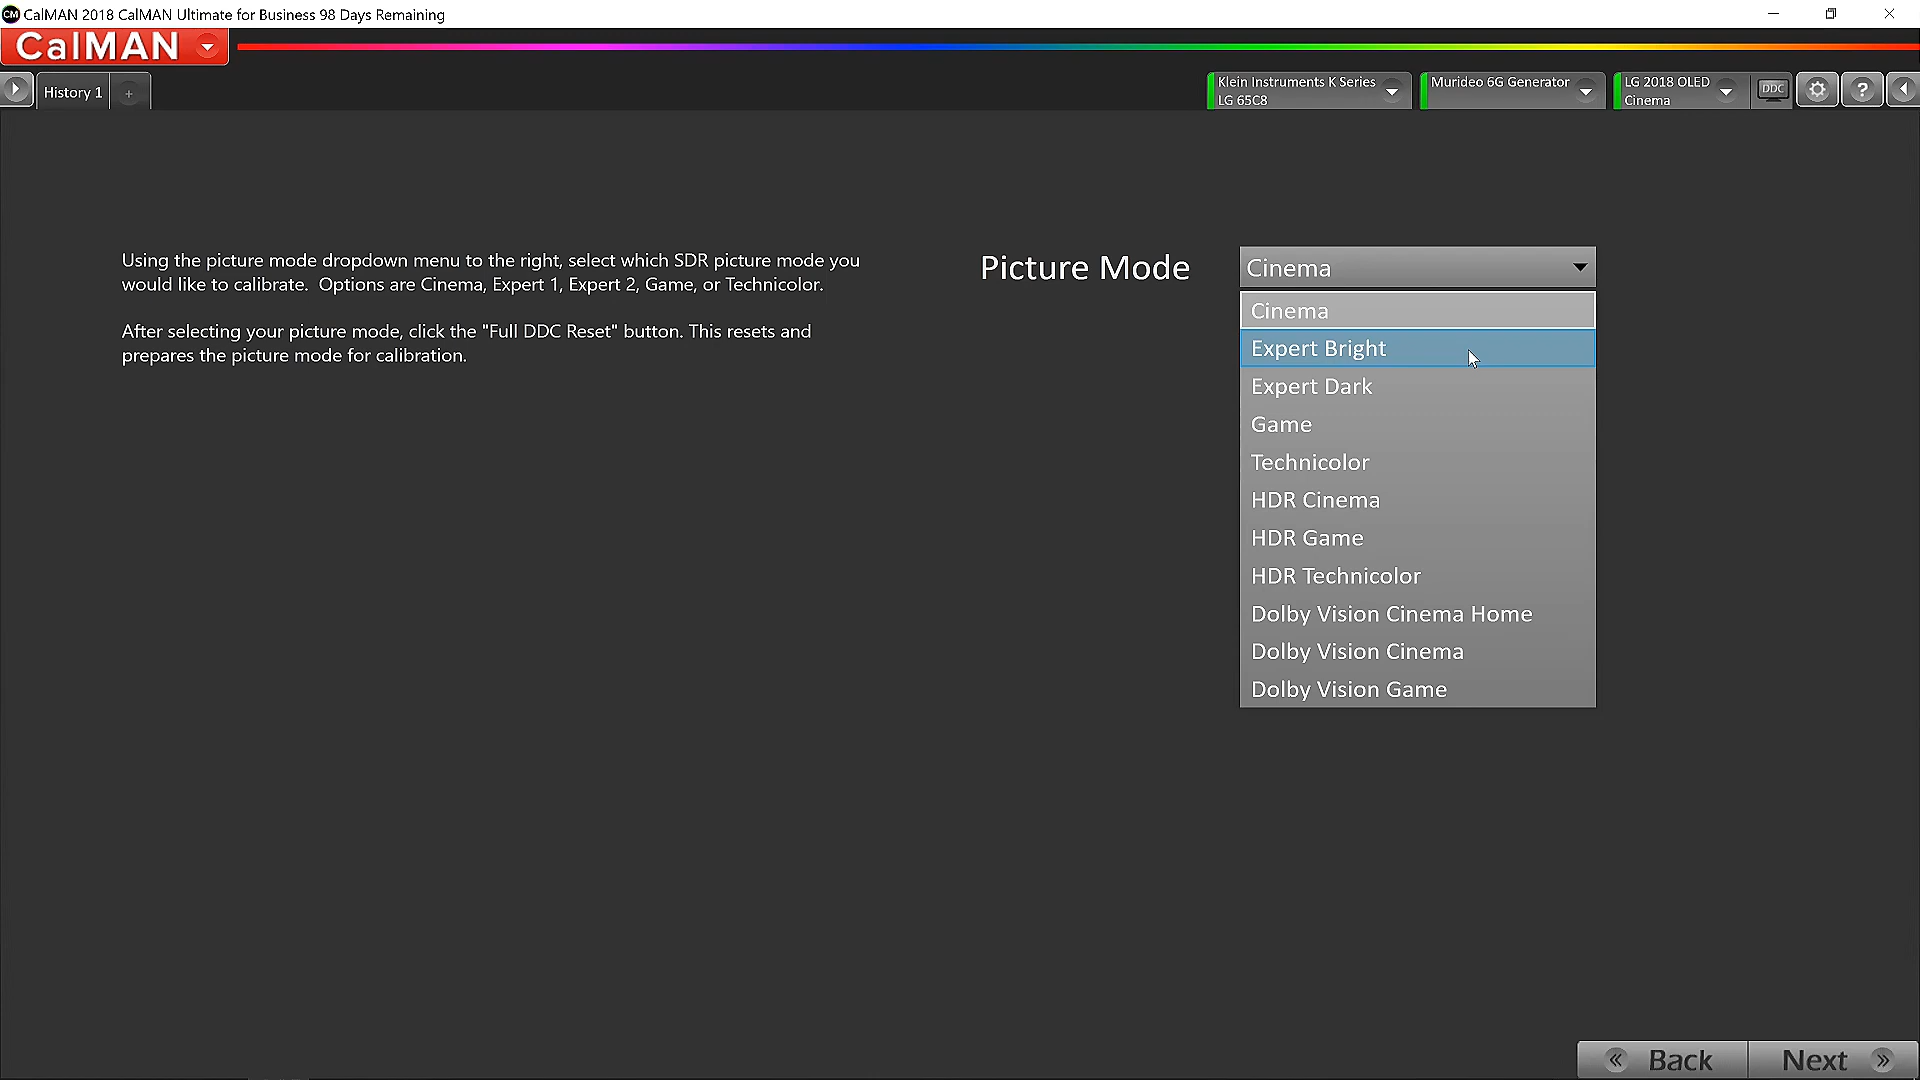 CM CalMAN 2018 CalMAN Ultimate for Business 98 Days Remaining
CalMAN
History 1 +
Klein Instruments K Series
LG 65C8
Murideo 6G Generator
LG 2018 OLED
Cinema
DDC
?
Using the picture mode dropdown menu to the right, select which SDR picture mode you
would like to calibrate.  Options are Cinema, Expert 1, Expert 2, Game, or Technicolor.
After selecting your picture mode, click the "Full DDC Reset" button. This resets and
prepares the picture mode for calibration.
Picture Mode
Cinema
Cinema
Expert Bright
Expert Dark
Game
Technicolor
HDR Cinema
HDR Game
HDR Technicolor
Dolby Vision Cinema Home
Dolby Vision Cinema
Dolby Vision Game
« Back
Next »